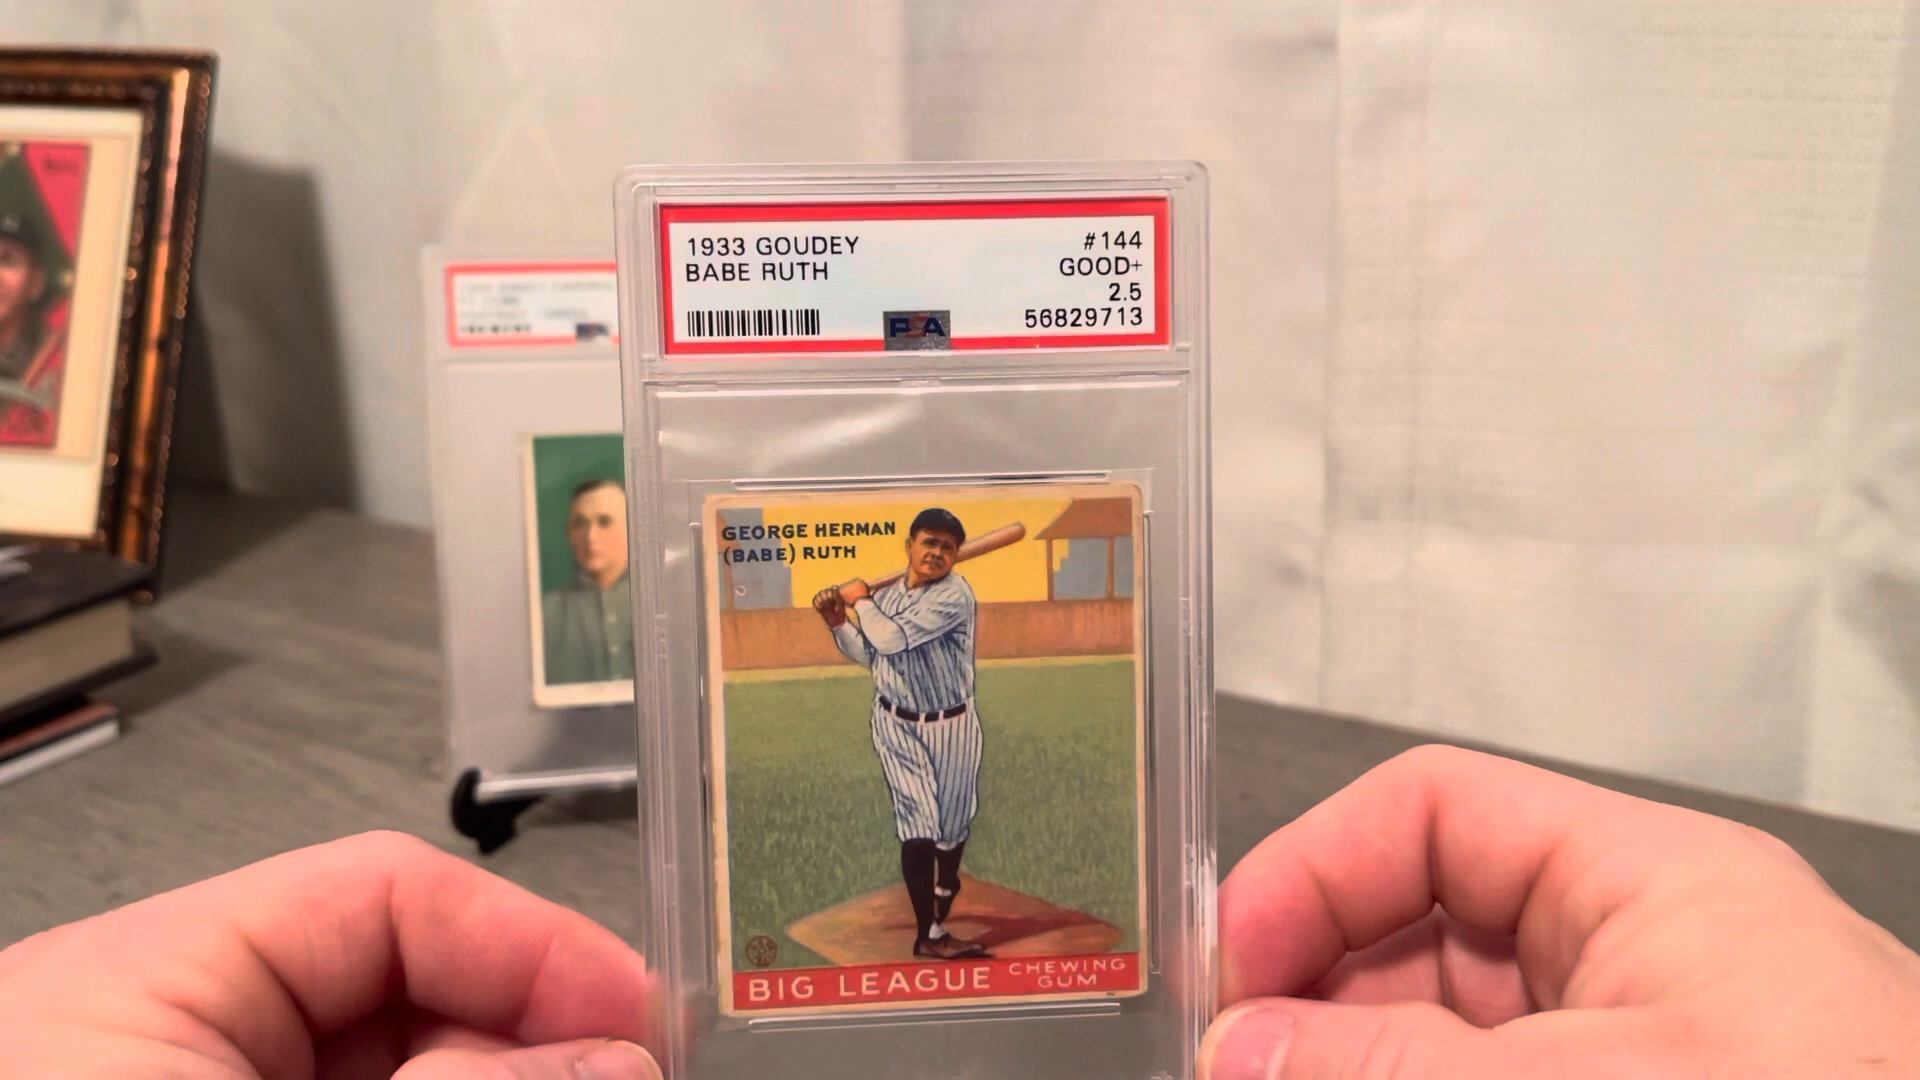 1933 GOUDEY
BABE RUTH
#144
GOOD+
2.5
56829713
PSA
GEORGE HERMAN
(BABE) RUTH
BIG LEAGUE
CHEWING
GUM